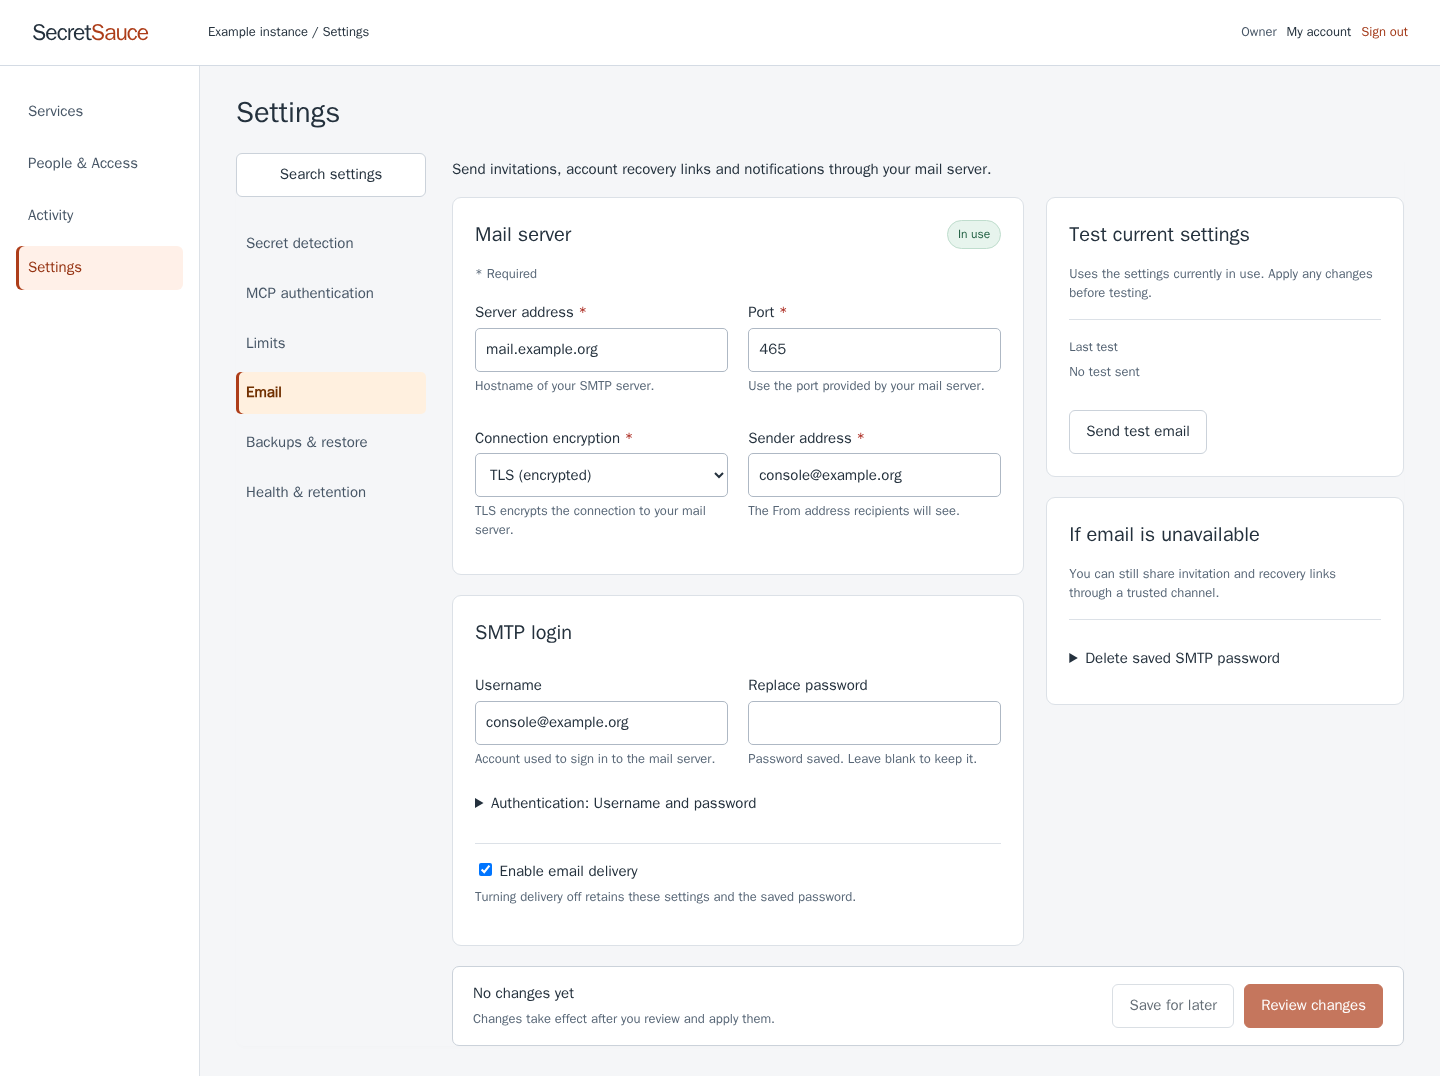 SecretSauce
Example instance / Settings
Owner My account Sign out
Services
People & Access
Activity
Settings
Settings
Search settings
Secret detection
MCP authentication
Limits
Email
Backups & restore
Health & retention
Send invitations, account recovery links and notifications through your mail server.
Mail server
In use
* Required
Server address *
mail.example.org
Hostname of your SMTP server.
Port *
465
Use the port provided by your mail server.
Connection encryption *
TLS (encrypted)
TLS encrypts the connection to your mail
server.
Sender address *
console@example.org
The From address recipients will see.
SMTP login
Username
console@example.org
Account used to sign in to the mail server.
Replace password
Password saved. Leave blank to keep it.
Authentication: Username and password
Enable email delivery
Turning delivery off retains these settings and the saved password.
Test current settings
Uses the settings currently in use. Apply any changes
before testing.
Last test
No test sent
Send test email
If email is unavailable
You can still share invitation and recovery links
through a trusted channel.
Delete saved SMTP password
No changes yet
Changes take effect after you review and apply them.
Save for later
Review changes